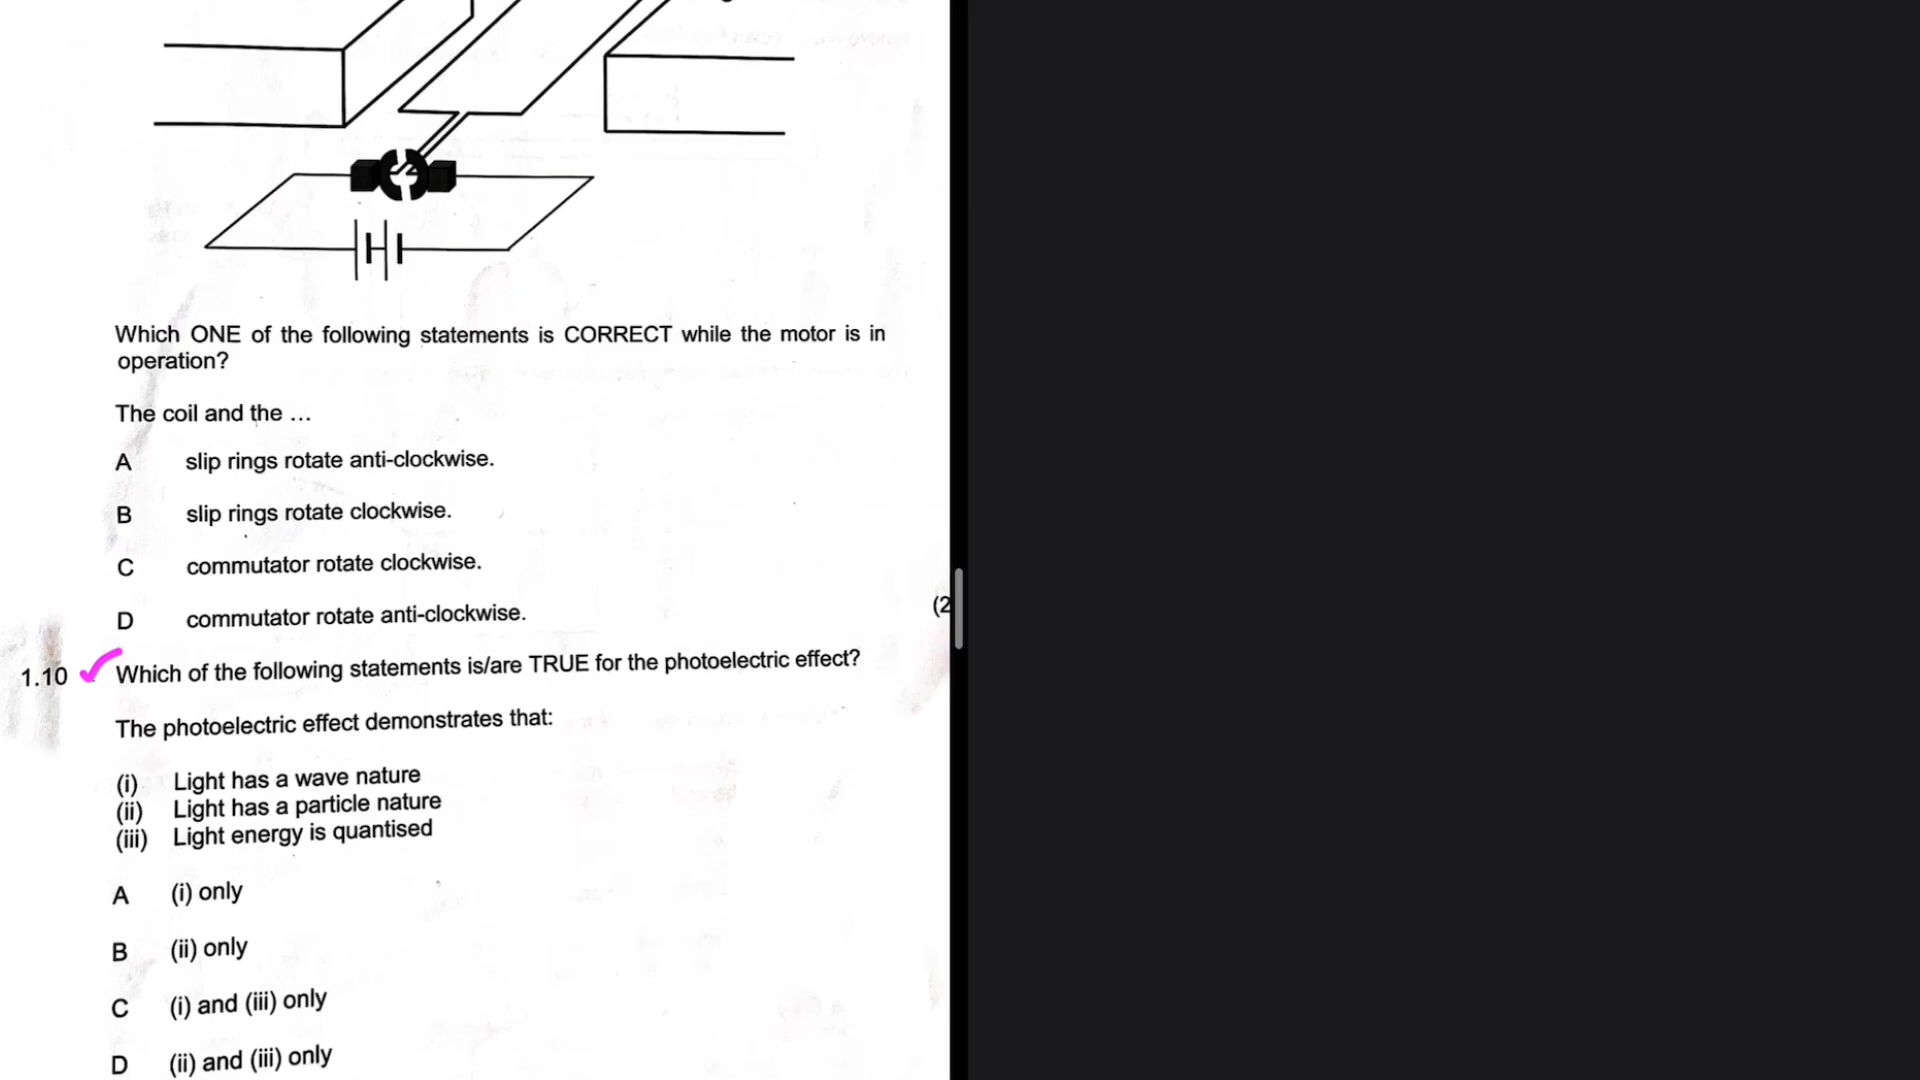 Which ONE of the following statements is CORRECT while the motor is in
operation?
The coil and the ...
A slip rings rotate anti-clockwise.
B slip rings rotate clockwise.
C commutator rotate clockwise.
D commutator rotate anti-clockwise.
(2
1.10 Which of the following statements is/are TRUE for the photoelectric effect?
The photoelectric effect demonstrates that:
(i) Light has a wave nature
(ii) Light has a particle nature
(iii) Light energy is quantised
A (i) only
B (ii) only
C (i) and (iii) only
D (ii) and (iii) only